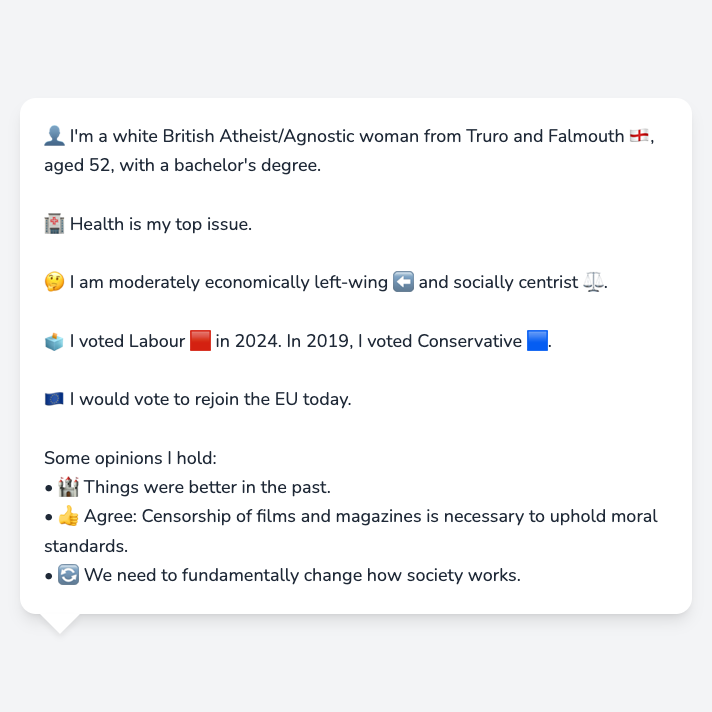 👤 I'm a white British Atheist/Agnostic woman from Truro and Falmouth 🏴󠁧󠁢󠁥󠁮󠁧󠁿,
aged 52, with a bachelor's degree.
🏥 Health is my top issue.
🤔 I am moderately economically left-wing ⬅️ and socially centrist ⚖️.
🗳️ I voted Labour 🟥 in 2024. In 2019, I voted Conservative 🟦.
🇪🇺 I would vote to rejoin the EU today.
Some opinions I hold:
• 🏰 Things were better in the past.
• 👍 Agree: Censorship of films and magazines is necessary to uphold moral
standards.
• 🔄 We need to fundamentally change how society works.